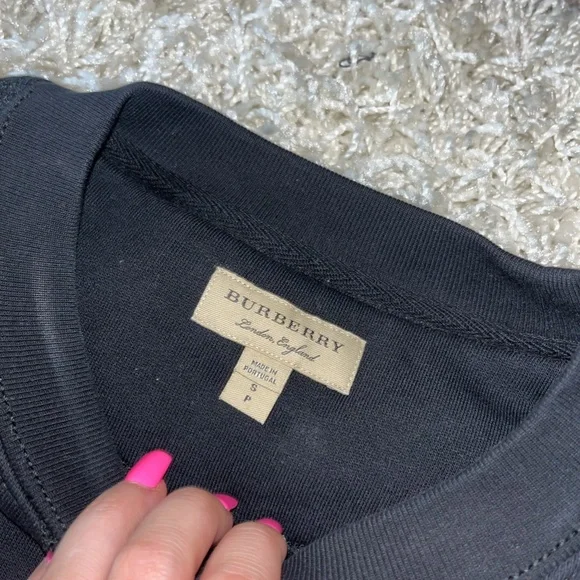 BURBERRY
London, England
MADE IN
PORTUGAL
S
P